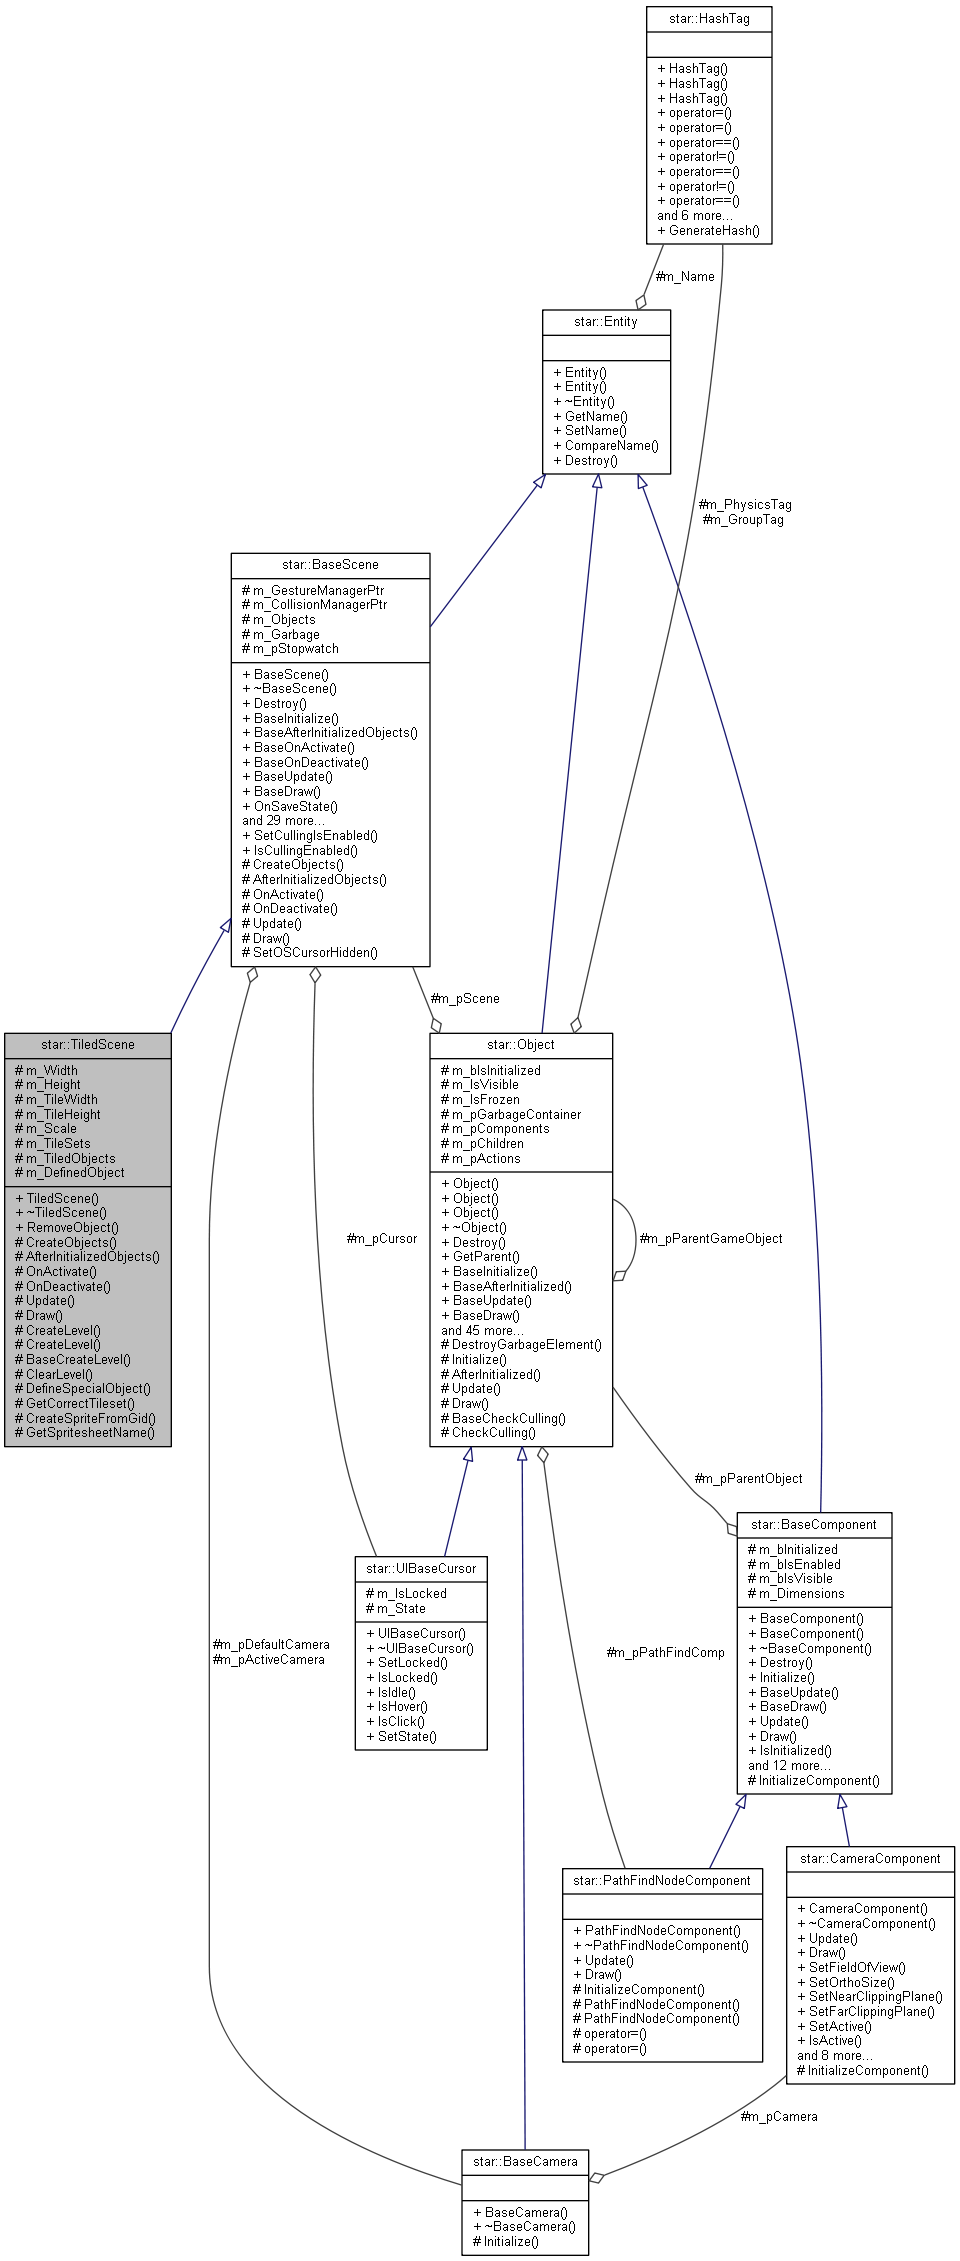 star::HashTag
+ HashTag()
+ HashTag()
+ HashTag()
+ operator=()
+ operator=()
+ operator==()
+ operator!=()
+ operator==()
+ operator!=()
+ operator==()
and 6 more...
+ GenerateHash()
#m_Name
star::Entity
+ Entity()
+ Entity()
+ ~Entity()
+ GetName()
+ SetName()
+ CompareName()
+ Destroy()
#m_PhysicsTag
#m_GroupTag
star::BaseScene
# m_GestureManagerPtr
# m_CollisionManagerPtr
# m_Objects
# m_Garbage
# m_pStopwatch
+ BaseScene()
+ ~BaseScene()
+ Destroy()
+ BaseInitialize()
+ BaseAfterInitializedObjects()
+ BaseOnActivate()
+ BaseOnDeactivate()
+ BaseUpdate()
+ BaseDraw()
+ OnSaveState()
and 29 more...
+ SetCullingIsEnabled()
+ IsCullingEnabled()
# CreateObjects()
# AfterInitializedObjects()
# OnActivate()
# OnDeactivate()
# Update()
# Draw()
# SetOSCursorHidden()
#m_pScene
star::TiledScene
# m_Width
# m_Height
# m_TileWidth
# m_TileHeight
# m_Scale
# m_TileSets
# m_TiledObjects
# m_DefinedObject
+ TiledScene()
+ ~TiledScene()
+ RemoveObject()
# CreateObjects()
# AfterInitializedObjects()
# OnActivate()
# OnDeactivate()
# Update()
# Draw()
# CreateLevel()
# CreateLevel()
# BaseCreateLevel()
# ClearLevel()
# DefineSpecialObject()
# GetCorrectTileset()
# CreateSpriteFromGid()
# GetSpritesheetName()
#m_pCursor
star::Object
# m_bIsInitialized
# m_IsVisible
# m_IsFrozen
# m_pGarbageContainer
# m_pComponents
# m_pChildren
# m_pActions
+ Object()
+ Object()
+ Object()
+ ~Object()
+ Destroy()
+ GetParent()
+ BaseInitialize()
+ BaseAfterInitialized()
+ BaseUpdate()
+ BaseDraw()
and 45 more...
# DestroyGarbageElement()
# Initialize()
# AfterInitialized()
# Update()
# Draw()
# BaseCheckCulling()
# CheckCulling()
#m_pParentGameObject
#m_pParentObject
star::BaseComponent
# m_bInitialized
# m_bIsEnabled
# m_bIsVisible
# m_Dimensions
+ BaseComponent()
+ BaseComponent()
+ ~BaseComponent()
+ Destroy()
+ Initialize()
+ BaseUpdate()
+ BaseDraw()
+ Update()
+ Draw()
+ IsInitialized()
and 12 more...
# InitializeComponent()
star::UIBaseCursor
# m_IsLocked
# m_State
+ UIBaseCursor()
+ ~UIBaseCursor()
+ SetLocked()
+ IsLocked()
+ IsIdle()
+ IsHover()
+ IsClick()
+ SetState()
#m_pDefaultCamera
#m_pActiveCamera
#m_pPathFindComp
star::PathFindNodeComponent
+ PathFindNodeComponent()
+ ~PathFindNodeComponent()
+ Update()
+ Draw()
# InitializeComponent()
# PathFindNodeComponent()
# PathFindNodeComponent()
# operator=()
# operator=()
star::CameraComponent
+ CameraComponent()
+ ~CameraComponent()
+ Update()
+ Draw()
+ SetFieldOfView()
+ SetOrthoSize()
+ SetNearClippingPlane()
+ SetFarClippingPlane()
+ SetActive()
+ IsActive()
and 8 more...
# InitializeComponent()
#m_pCamera
star::BaseCamera
+ BaseCamera()
+ ~BaseCamera()
# Initialize()